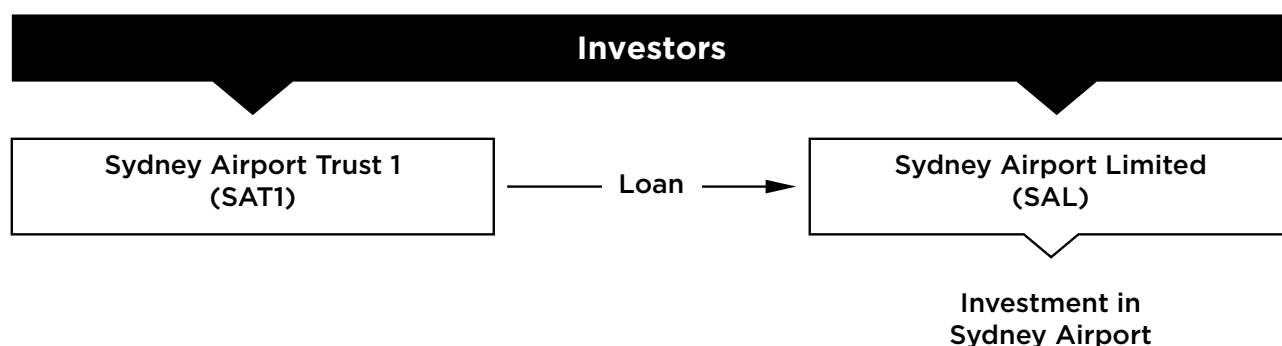 Investors
Sydney Airport Trust 1
(SAT1)
Loan
Sydney Airport Limited
(SAL)
Investment in
Sydney Airport